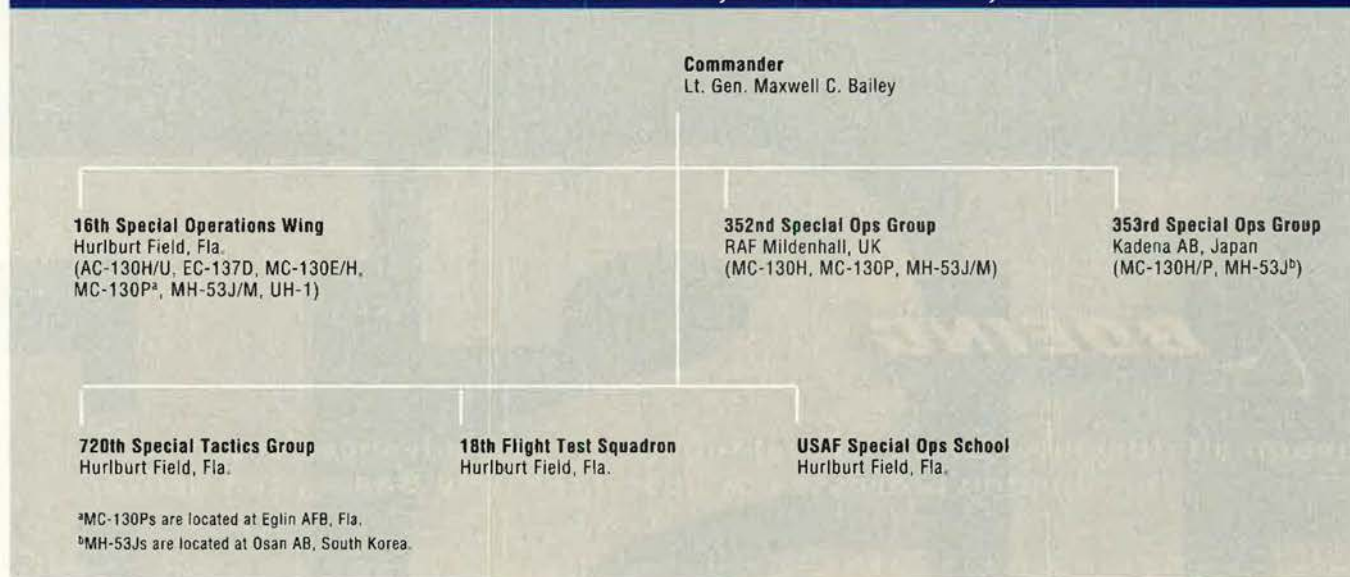 Commander
Lt. Gen. Maxwell C. Bailey
16th Special Operations Wing
Hurlburt Field, Fla.
(AC-130H/U, EC-137D, MC-130E/H,
MC-130Pᵃ, MH-53J/M, UH-1)
352nd Special Ops Group
RAF Mildenhall, UK
(MC-130H, MC-130P, MH-53J/M)
353rd Special Ops Group
Kadena AB, Japan
(MC-130H/P, MH-53Jᵇ)
BOEING
720th Special Tactics Group
Hurlburt Field, Fla.
18th Flight Test Squadron
Hurlburt Field, Fla.
USAF Special Ops School
Hurlburt Field, Fla.
ᵃMC-130Ps are located at Eglin AFB, Fla.
ᵇMH-53Js are located at Osan AB, South Korea.